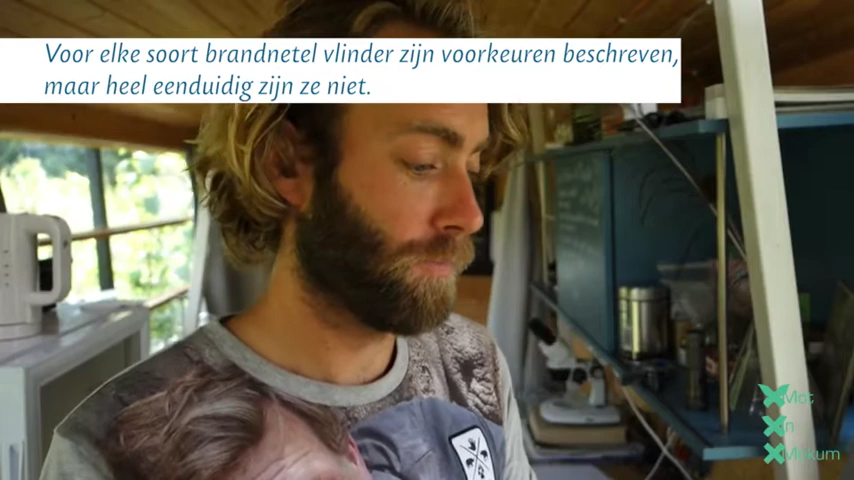 Voor elke soort brandnetel vlinder zijn voorkeuren beschreven,
maar heel eenduidig zijn ze niet.
Mot
in
Mokum